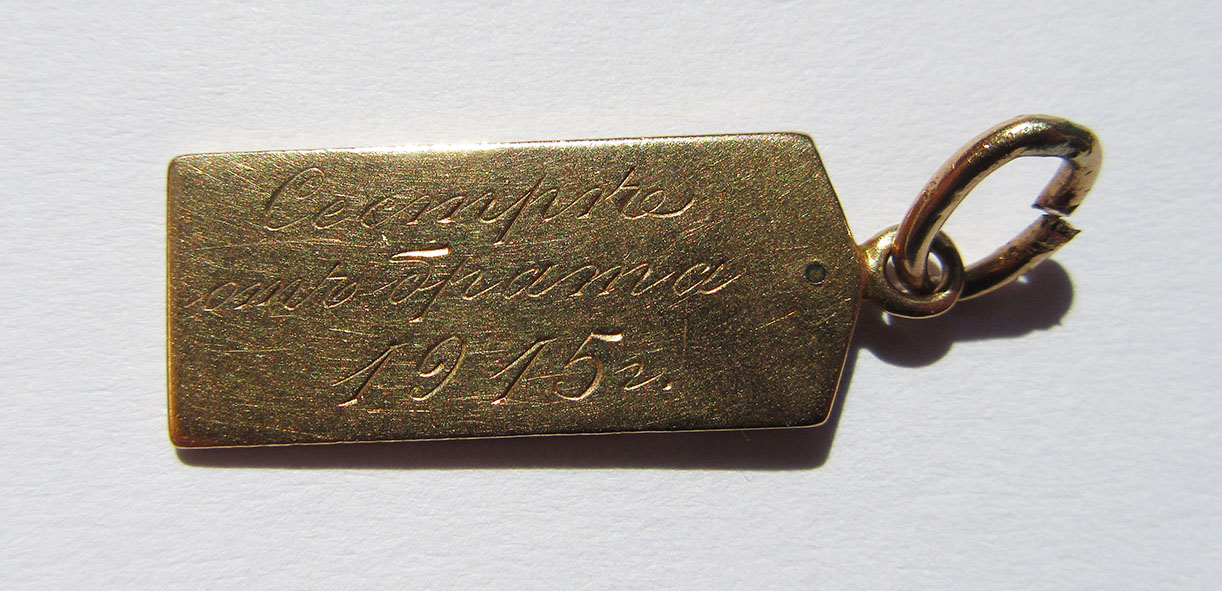 Сестрѣ
отъ брата
1915 г.